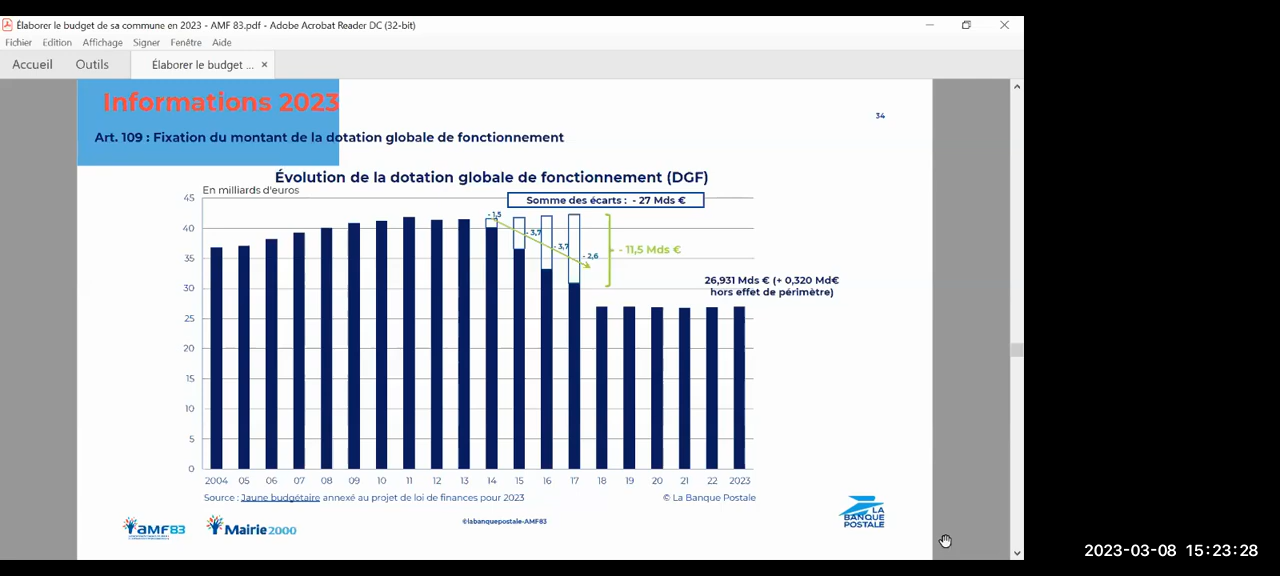 Élaborer le budget de sa commune en 2023 - AMF 83.pdf - Adobe Acrobat Reader DC (32-bit)
Fichier Edition Affichage Signer Fenêtre Aide
Accueil Outils Élaborer le budget ... ×
Informations 2023
34
Art. 109 : Fixation du montant de la dotation globale de fonctionnement
Évolution de la dotation globale de fonctionnement (DGF)
En milliards d'euros
Somme des écarts : - 27 Mds €
45
40
35
30
25
20
15
10
5
0
- 1,5
- 3,7
- 3,7
- 2,6
- 11,5 Mds €
26,931 Mds € (+ 0,320 Md€
hors effet de périmètre)
2004 05 06 07 08 09 10 11 12 13 14 15 16 17 18 19 20 21 22 2023
Source : Jaune budgétaire annexé au projet de loi de finances pour 2023
© La Banque Postale
AMF83
Mairie2000
©labanquepostale-AMF83
LA
BANQUE
POSTALE
2023-03-08 15:23:28